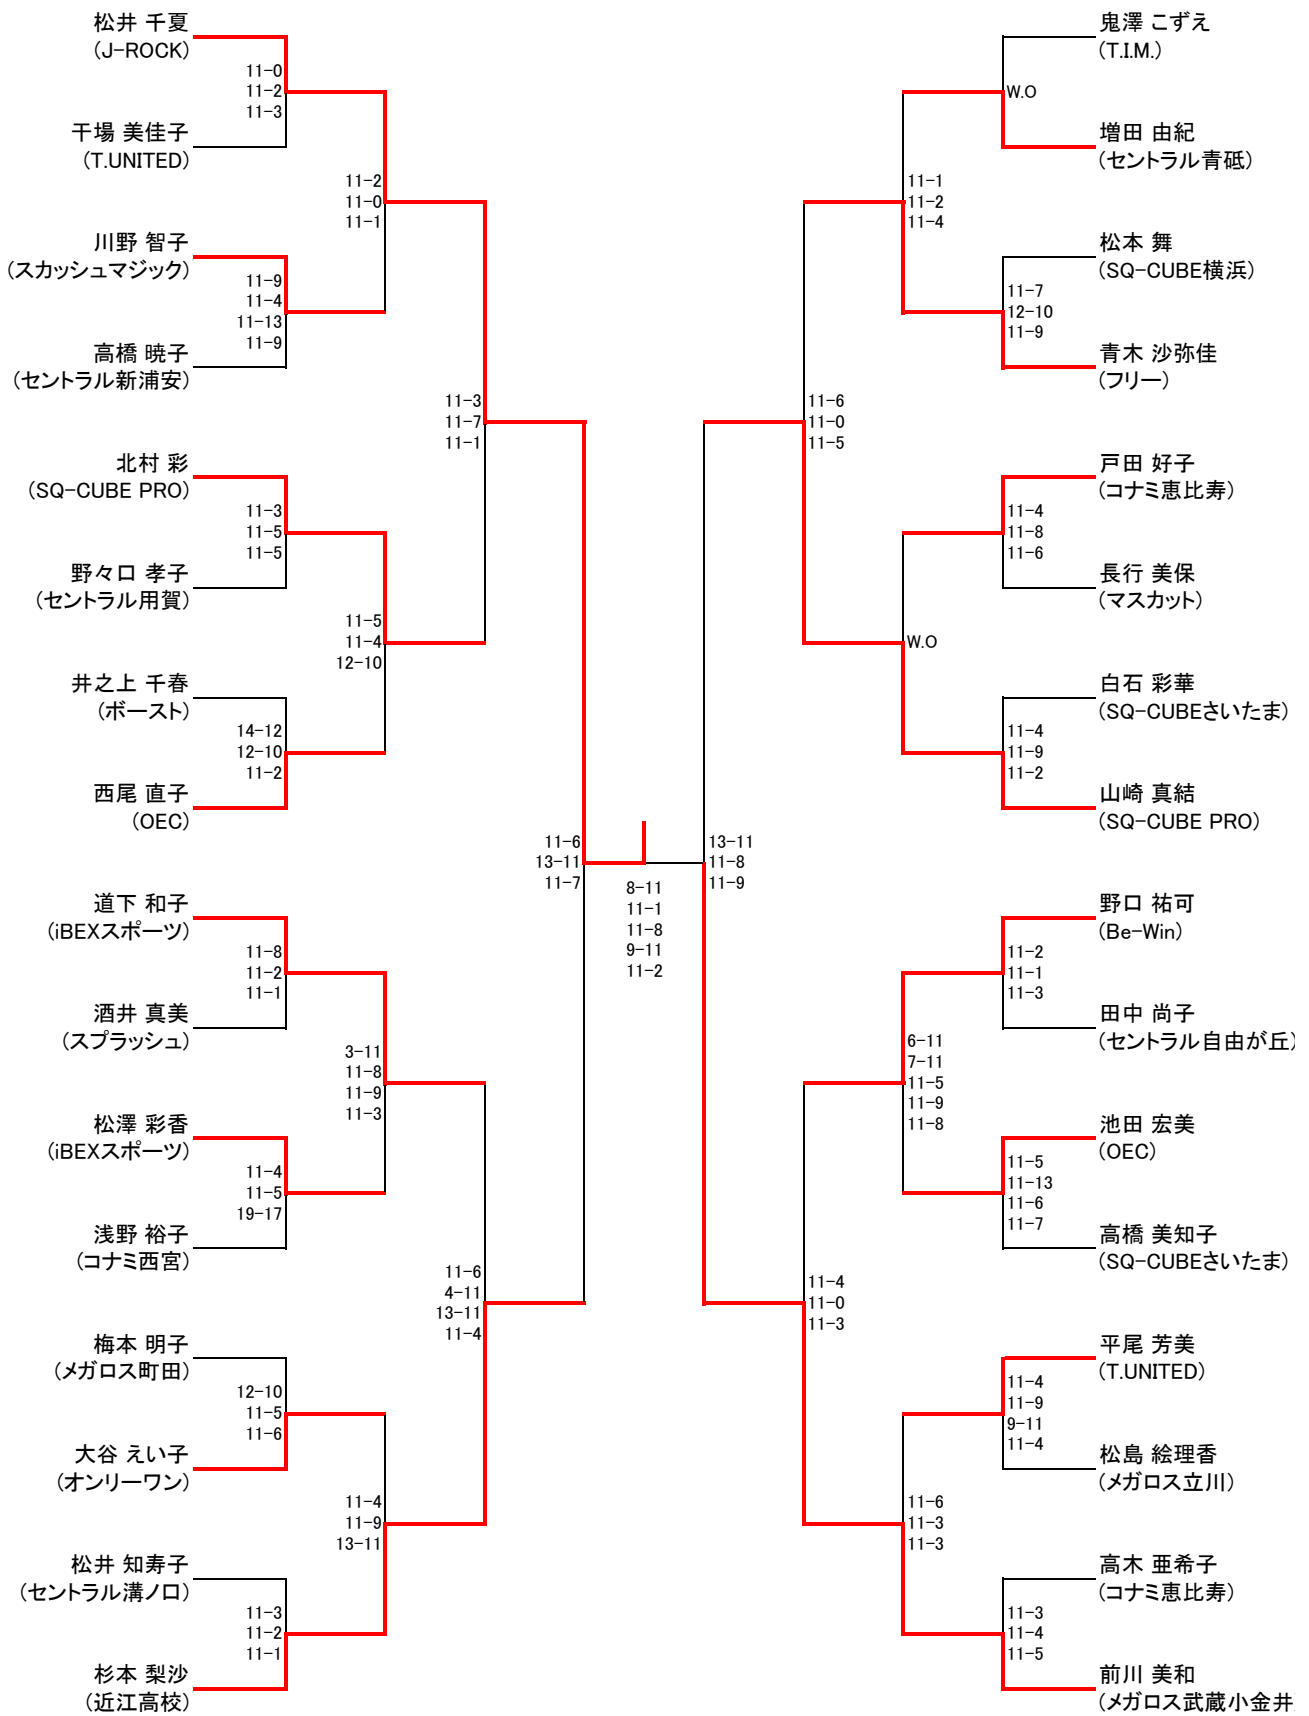 松井 千夏
(J-ROCK)
11-0
11-2
11-3
干場 美佳子
(T.UNITED)
11-2
11-0
11-1
川野 智子
(スカッシュマジック)
11-9
11-4
11-13
11-9
高橋 暁子
(セントラル新浦安)
11-3
11-7
11-1
北村 彩
(SQ-CUBE PRO)
11-3
11-5
11-5
野々口 孝子
(セントラル用賀)
11-5
11-4
12-10
井之上 千春
(ボースト)
14-12
12-10
11-2
西尾 直子
(OEC)
11-6
13-11
11-7
道下 和子
(iBEXスポーツ)
11-8
11-2
11-1
酒井 真美
(スプラッシュ)
3-11
11-8
11-9
11-3
松澤 彩香
(iBEXスポーツ)
11-4
11-5
19-17
浅野 裕子
(コナミ西宮)
11-6
4-11
13-11
11-4
梅本 明子
(メガロス町田)
12-10
11-5
11-6
大谷 えい子
(オンリーワン)
11-4
11-9
13-11
松井 知寿子
(セントラル溝ノ口)
11-3
11-2
11-1
杉本 梨沙
(近江高校)
8-11
11-1
11-8
9-11
11-2
鬼澤 こずえ
(T.I.M.)
W.O
増田 由紀
(セントラル青砥)
11-1
11-2
11-4
松本 舞
(SQ-CUBE横浜)
11-7
12-10
11-9
青木 沙弥佳
(フリー)
11-6
11-0
11-5
戸田 好子
(コナミ恵比寿)
11-4
11-8
11-6
長行 美保
(マスカット)
W.O
白石 彩華
(SQ-CUBEさいたま)
11-4
11-9
11-2
山崎 真結
(SQ-CUBE PRO)
13-11
11-8
11-9
野口 祐可
(Be-Win)
11-2
11-1
11-3
田中 尚子
(セントラル自由が丘)
6-11
7-11
11-5
11-9
11-8
池田 宏美
(OEC)
11-5
11-13
11-6
11-7
高橋 美知子
(SQ-CUBEさいたま)
11-4
11-0
11-3
平尾 芳美
(T.UNITED)
11-4
11-9
9-11
11-4
松島 絵理香
(メガロス立川)
11-6
11-3
11-3
高木 亜希子
(コナミ恵比寿)
11-3
11-4
11-5
前川 美和
(メガロス武蔵小金井)